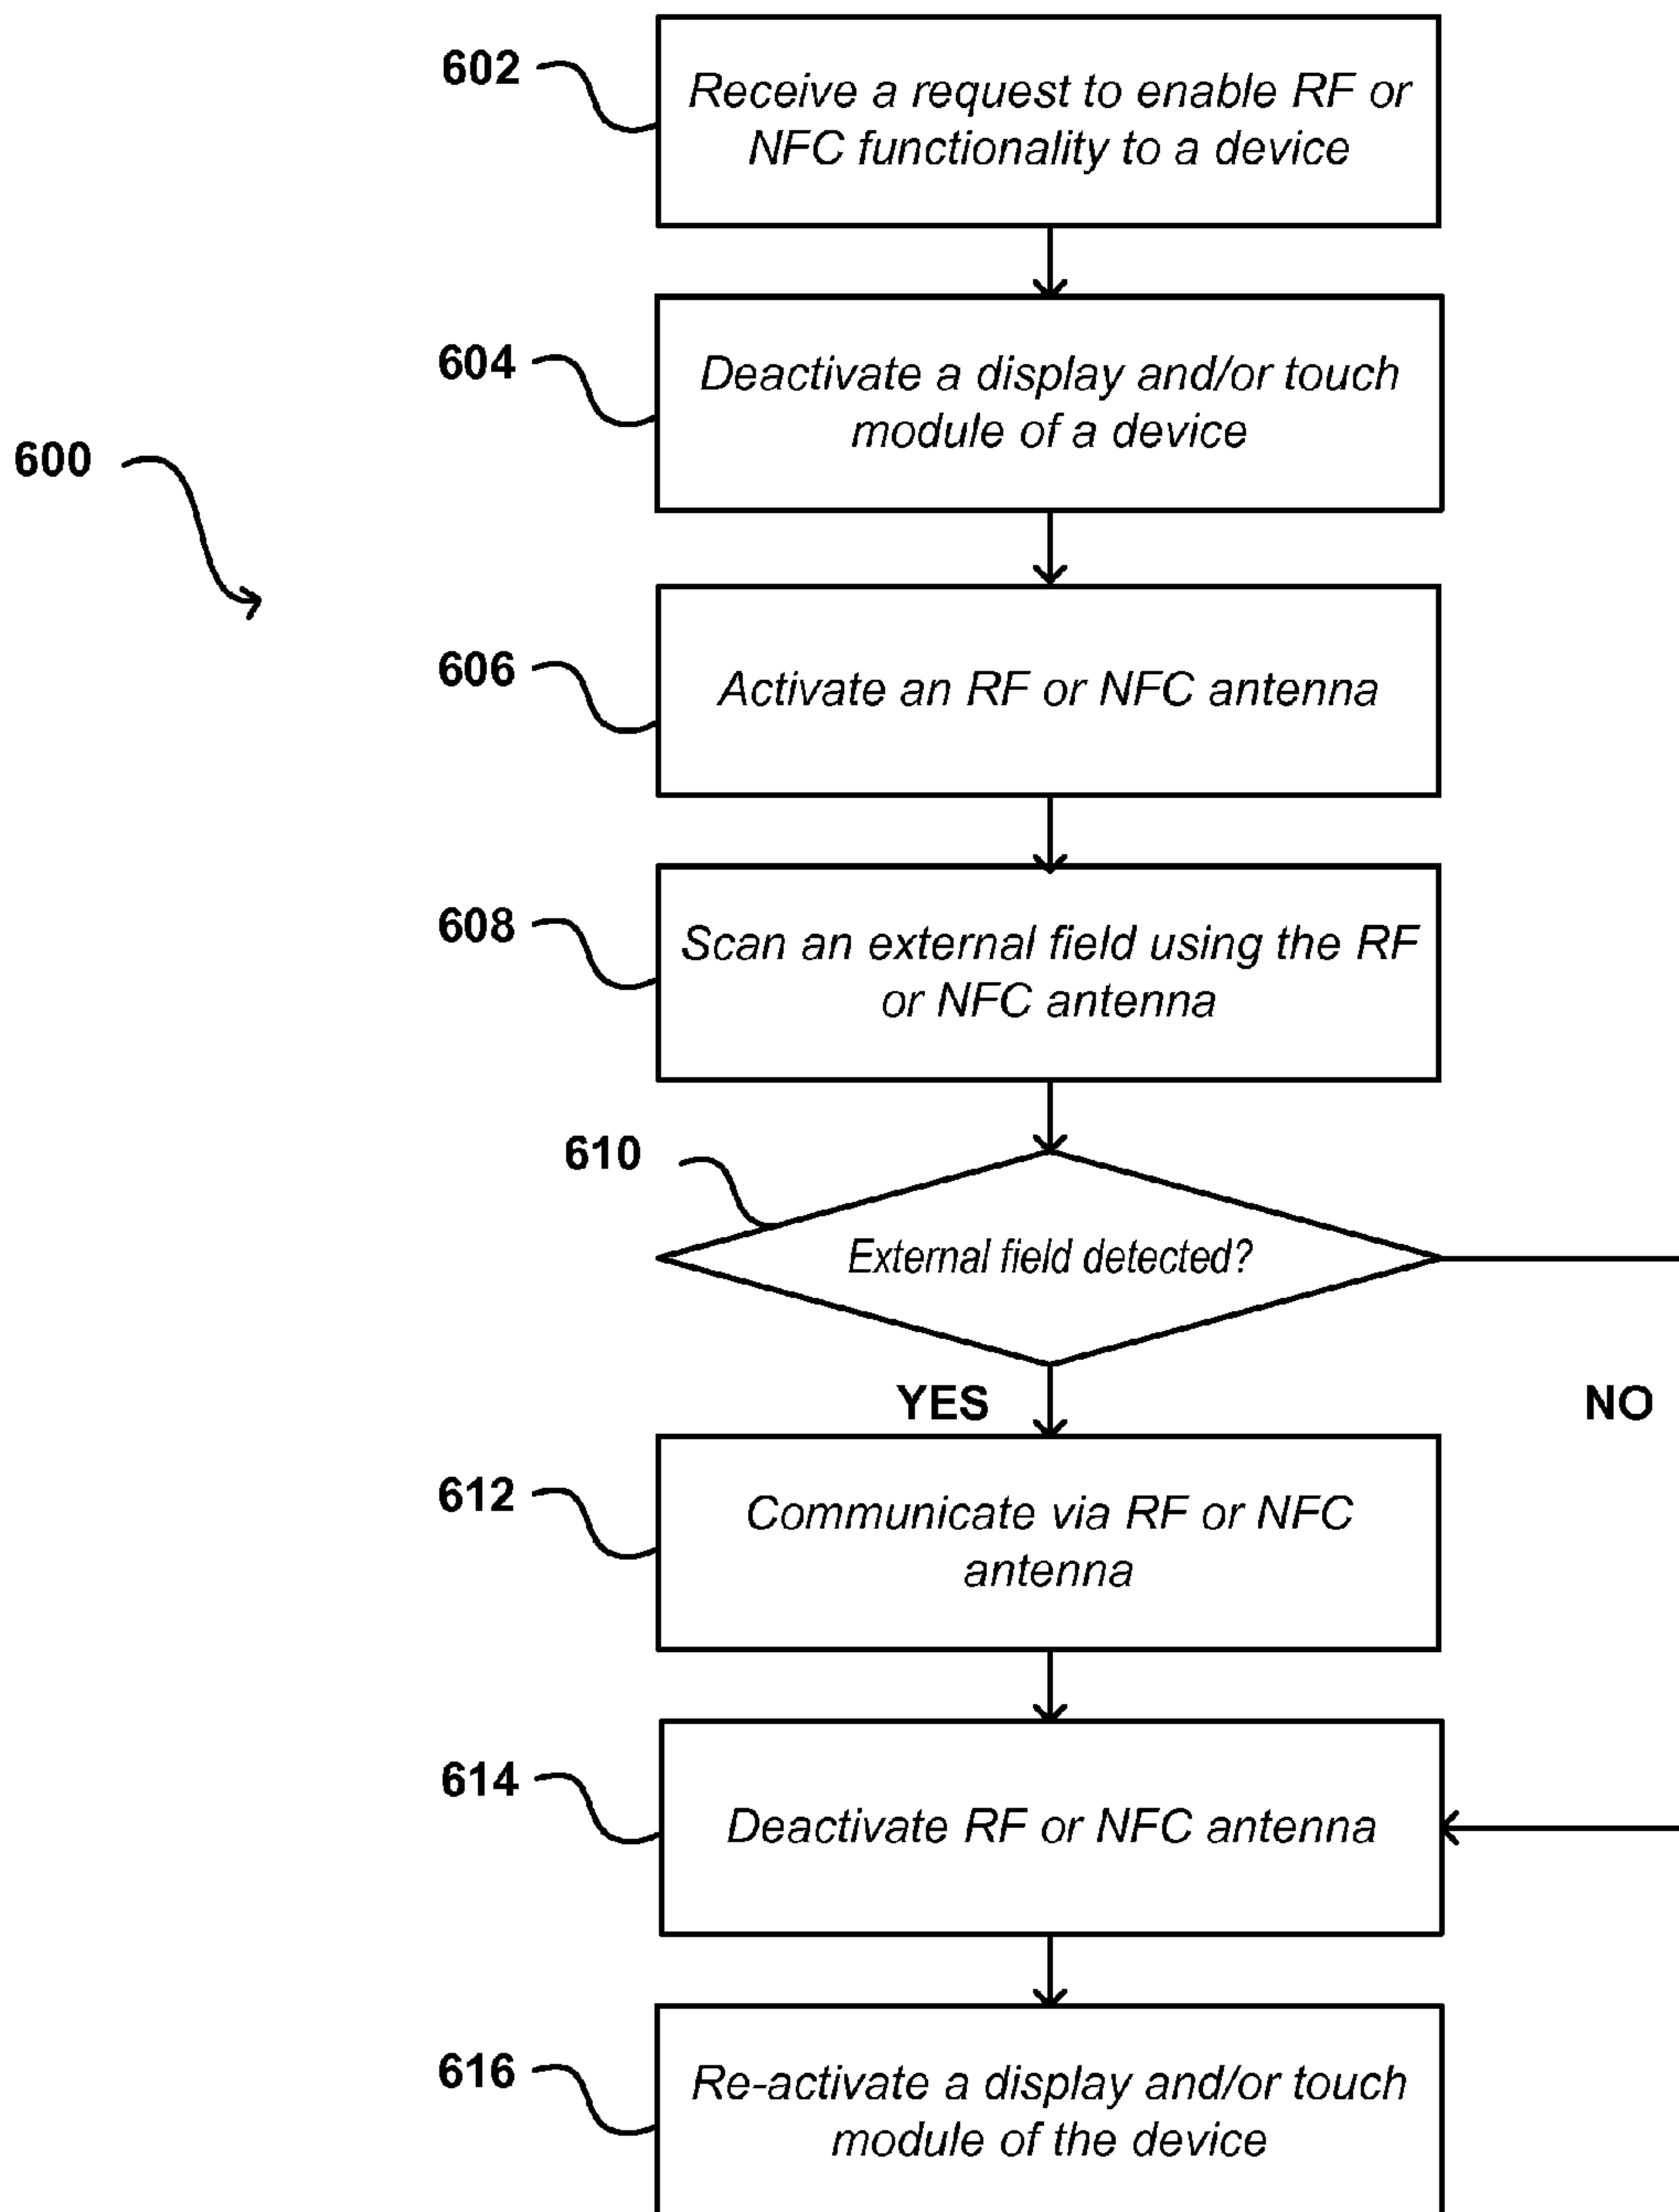 602
Receive a request to enable RF or
NFC functionality to a device
604
Deactivate a display and/or touch
module of a device
600
606
Activate an RF or NFC antenna
608
Scan an external field using the RF
or NFC antenna
610
External field detected?
YES
NO
612
Communicate via RF or NFC
antenna
614
Deactivate RF or NFC antenna
616
Re-activate a display and/or touch
module of the device